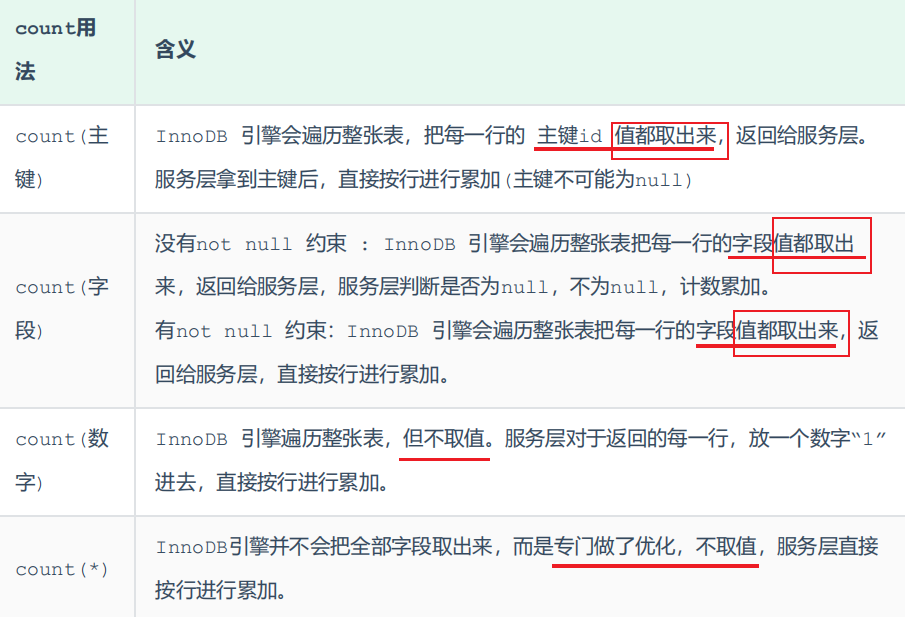 count用
法
含义
count(主
键)
InnoDB 引擎会遍历整张表，把每一行的 主键id 值都取出来，返回给服务层。
服务层拿到主键后，直接按行进行累加(主键不可能为null)
count(字
段)
没有not null 约束 : InnoDB 引擎会遍历整张表把每一行的字段值都取出
来，返回给服务层，服务层判断是否为null，不为null，计数累加。
有not null 约束：InnoDB 引擎会遍历整张表把每一行的字段值都取出来，返
回给服务层，直接按行进行累加。
count(数
字)
InnoDB 引擎遍历整张表，但不取值。服务层对于返回的每一行，放一个数字“1”
进去，直接按行进行累加。
count(*)
InnoDB引擎并不会把全部字段取出来，而是专门做了优化，不取值，服务层直接
按行进行累加。